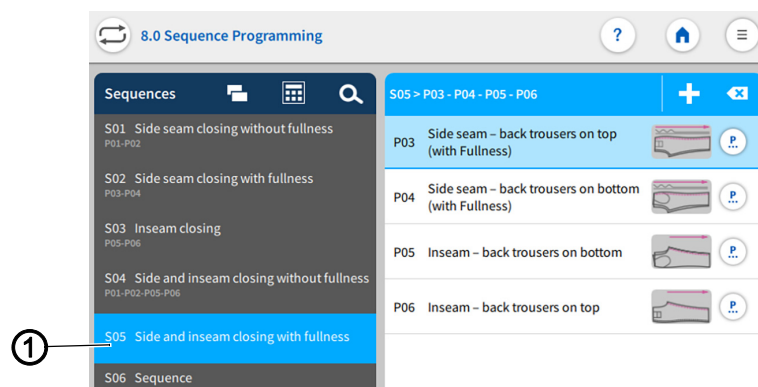 8.0 Sequence Programming
?
Sequences
S05 > P03 - P04 - P05 - P06
S01 Side seam closing without fullness
P01-P02
S02 Side seam closing with fullness
P03-P04
S03 Inseam closing
P05-P06
S04 Side and inseam closing without fullness
P01-P02-P05-P06
S05 Side and inseam closing with fullness
S06 Sequence
P03 Side seam – back trousers on top
(with Fullness)
P...
P04 Side seam – back trousers on bottom
(with Fullness)
P...
P05 Inseam – back trousers on bottom
P...
P06 Inseam – back trousers on top
P...
1